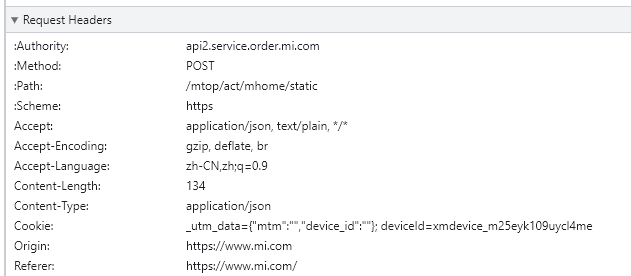 Request Headers
:Authority: api2.service.order.mi.com
:Method: POST
:Path: /mtop/act/mhome/static
:Scheme: https
Accept: application/json, text/plain, */*
Accept-Encoding: gzip, deflate, br
Accept-Language: zh-CN,zh;q=0.9
Content-Length: 134
Content-Type: application/json
Cookie: _utm_data={"mtm":"","device_id":""}; deviceId=xmdevice_m25eyk109uycl4me
Origin: https://www.mi.com
Referer: https://www.mi.com/